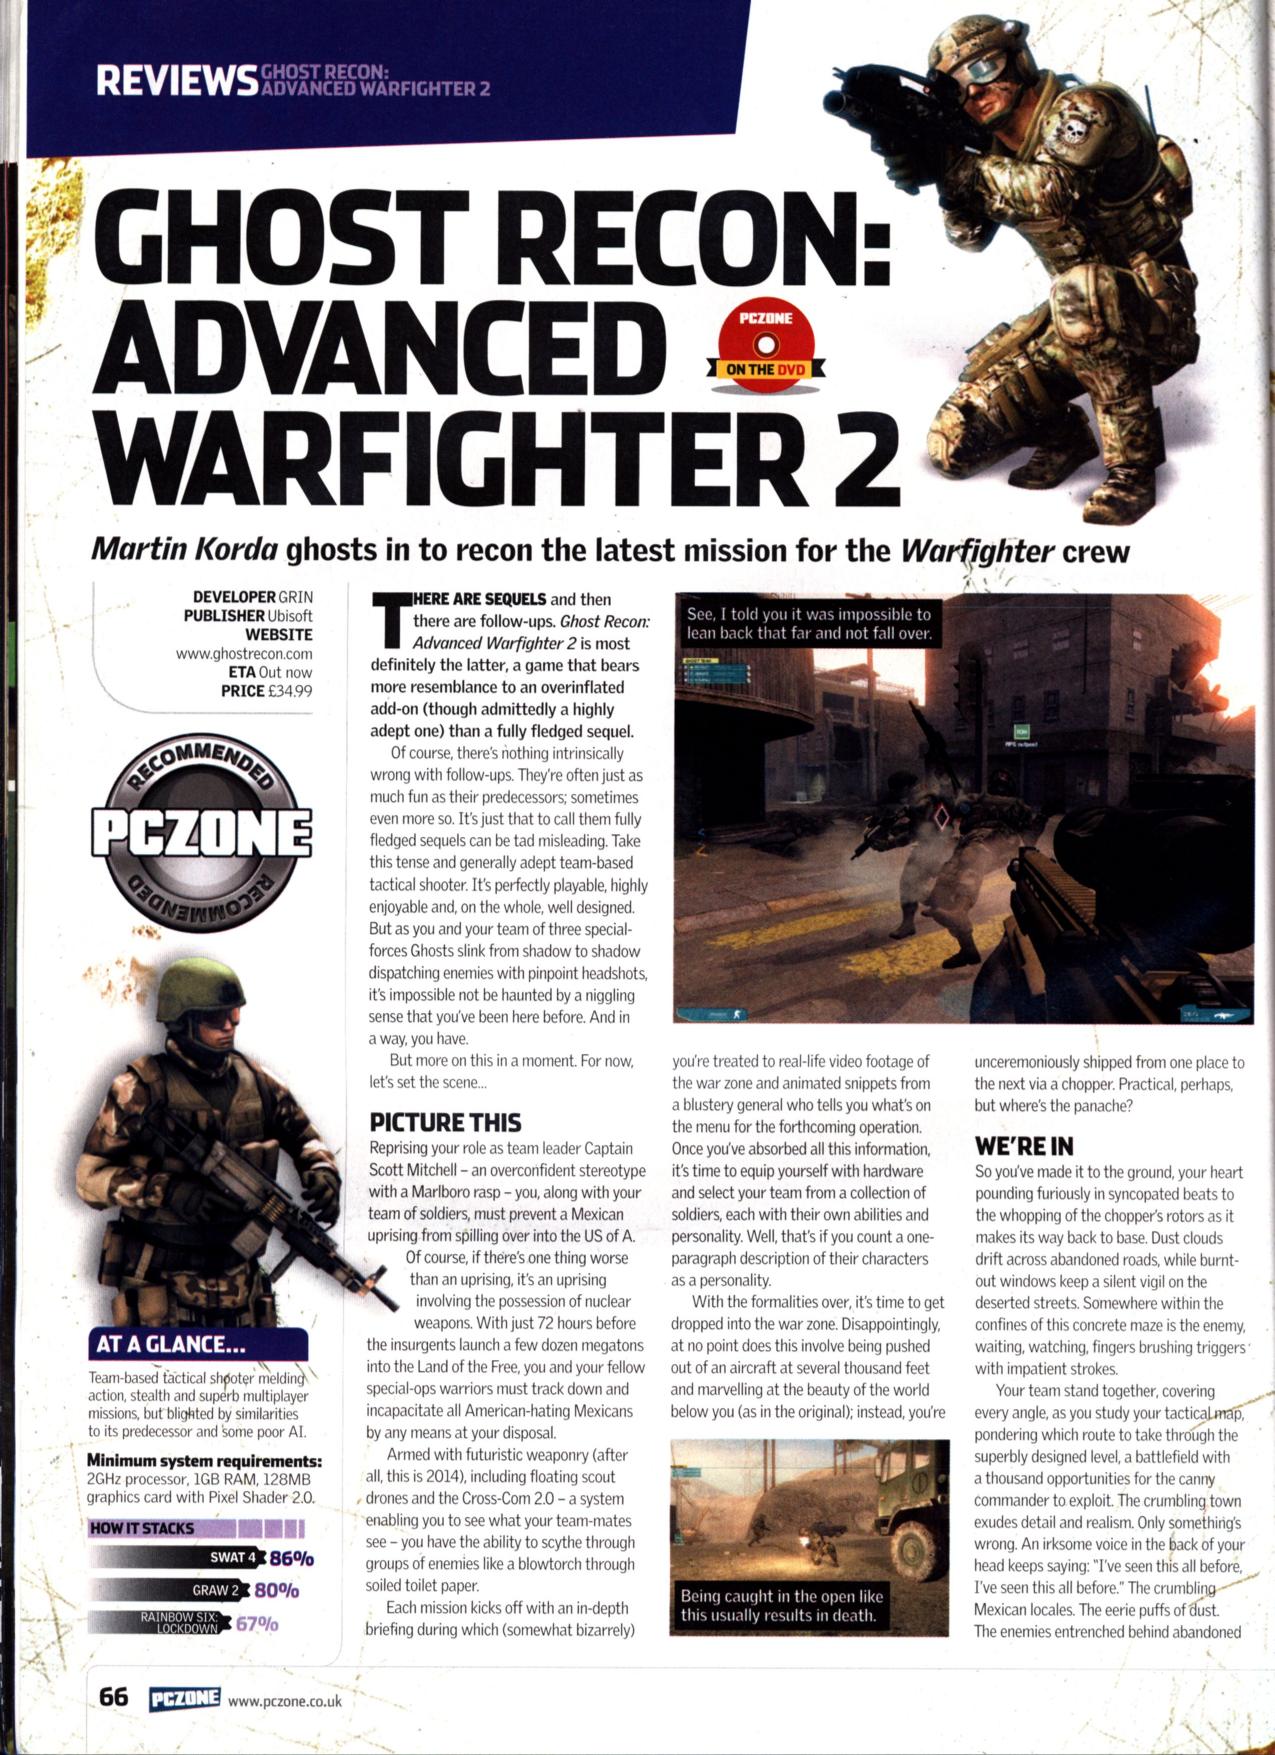 REVIEWS GHOST RECON:
ADVANCED WARFIGHTER 2
GHOST RECON:
ADVANCED
WARFIGHTER 2
PCZONE
ON THE DVD
Martin Korda ghosts in to recon the latest mission for the Warfighter crew
DEVELOPER GRIN
PUBLISHER Ubisoft
WEBSITE
www.ghostrecon.com
ETA Out now
PRICE £34.99
RECOMMENDED
PCZONE
RECOMMENDED
AT A GLANCE...
Team-based tactical shooter melding
action, stealth and superb multiplayer
missions, but blighted by similarities
to its predecessor and some poor AI.
Minimum system requirements:
2GHz processor, 1GB RAM, 128MB
graphics card with Pixel Shader 2.0.
HOW IT STACKS
SWAT 4 86%
GRAW 2 80%
RAINBOW SIX:
LOCKDOWN 67%
THERE ARE SEQUELS and then
there are follow-ups. Ghost Recon:
Advanced Warfighter 2 is most
definitely the latter, a game that bears
more resemblance to an overinflated
add-on (though admittedly a highly
adept one) than a fully fledged sequel.
Of course, there's nothing intrinsically
wrong with follow-ups. They're often just as
much fun as their predecessors; sometimes
even more so. It's just that to call them fully
fledged sequels can be tad misleading. Take
this tense and generally adept team-based
tactical shooter. It's perfectly playable, highly
enjoyable and, on the whole, well designed.
But as you and your team of three special-
forces Ghosts slink from shadow to shadow
dispatching enemies with pinpoint headshots,
it's impossible not be haunted by a niggling
sense that you've been here before. And in
a way, you have.
But more on this in a moment. For now,
let's set the scene...
PICTURE THIS
Reprising your role as team leader Captain
Scott Mitchell – an overconfident stereotype
with a Marlboro rasp – you, along with your
team of soldiers, must prevent a Mexican
uprising from spilling over into the US of A.
Of course, if there's one thing worse
than an uprising, it's an uprising
involving the possession of nuclear
weapons. With just 72 hours before
the insurgents launch a few dozen megatons
into the Land of the Free, you and your fellow
special-ops warriors must track down and
incapacitate all American-hating Mexicans
by any means at your disposal.
Armed with futuristic weaponry (after
all, this is 2014), including floating scout
drones and the Cross-Com 2.0 – a system
enabling you to see what your team-mates
see – you have the ability to scythe through
groups of enemies like a blowtorch through
soiled toilet paper.
Each mission kicks off with an in-depth
briefing during which (somewhat bizarrely)
See, I told you it was impossible to
lean back that far and not fall over.
you're treated to real-life video footage of
the war zone and animated snippets from
a blustery general who tells you what's on
the menu for the forthcoming operation.
Once you've absorbed all this information,
it's time to equip yourself with hardware
and select your team from a collection of
soldiers, each with their own abilities and
personality. Well, that's if you count a one-
paragraph description of their characters
as a personality.
With the formalities over, it's time to get
dropped into the war zone. Disappointingly,
at no point does this involve being pushed
out of an aircraft at several thousand feet
and marvelling at the beauty of the world
below you (as in the original); instead, you're
Being caught in the open like
this usually results in death.
unceremoniously shipped from one place to
the next via a chopper. Practical, perhaps,
but where's the panache?
WE'RE IN
So you've made it to the ground, your heart
pounding furiously in syncopated beats to
the whopping of the chopper's rotors as it
makes its way back to base. Dust clouds
drift across abandoned roads, while burnt-
out windows keep a silent vigil on the
deserted streets. Somewhere within the
confines of this concrete maze is the enemy,
waiting, watching, fingers brushing triggers
with impatient strokes.
Your team stand together, covering
every angle, as you study your tactical map,
pondering which route to take through the
superbly designed level, a battlefield with
a thousand opportunities for the canny
commander to exploit. The crumbling town
exudes detail and realism. Only something's
wrong. An irksome voice in the back of your
head keeps saying: "I've seen this all before,
I've seen this all before." The crumbling
Mexican locales. The eerie puffs of dust.
The enemies entrenched behind abandoned
66 PCZONE www.pczone.co.uk